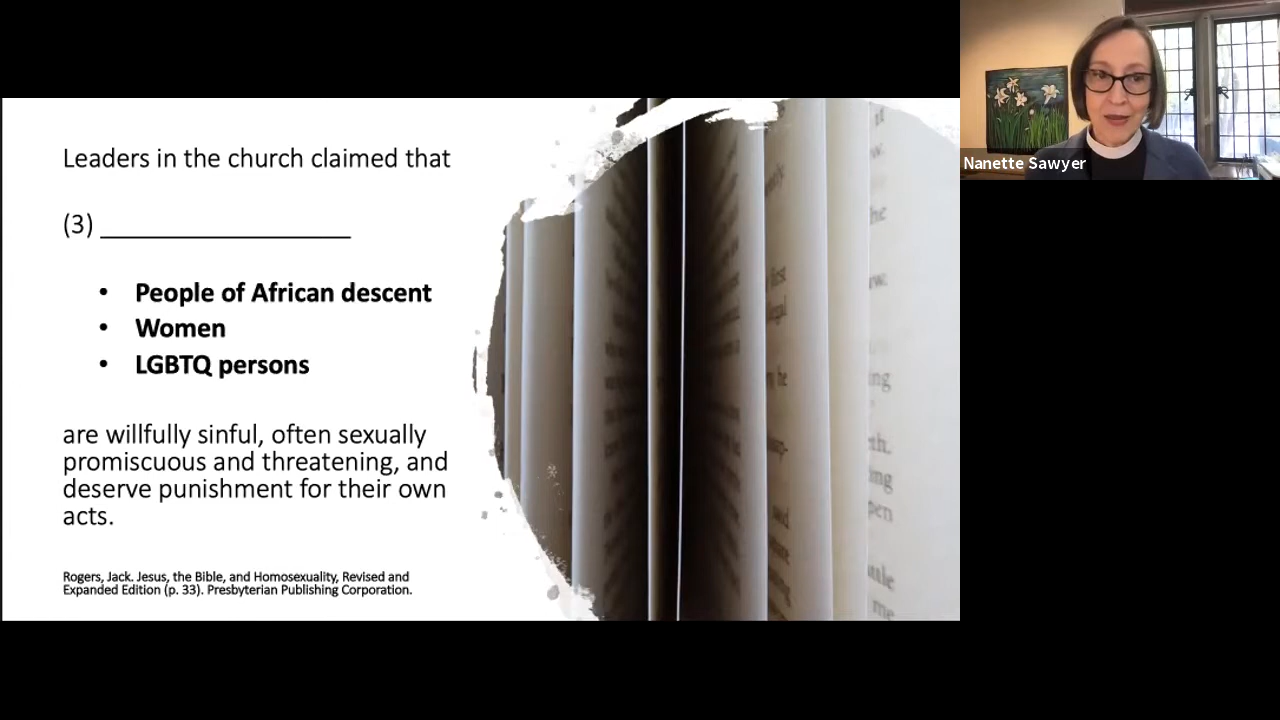 Leaders in the church claimed that
(3) __________________
• People of African descent
• Women
• LGBTQ persons
are willfully sinful, often sexually
promiscuous and threatening, and
deserve punishment for their own
acts.
Rogers, Jack. Jesus, the Bible, and Homosexuality, Revised and
Expanded Edition (p. 33). Presbyterian Publishing Corporation.
Nanette Sawyer